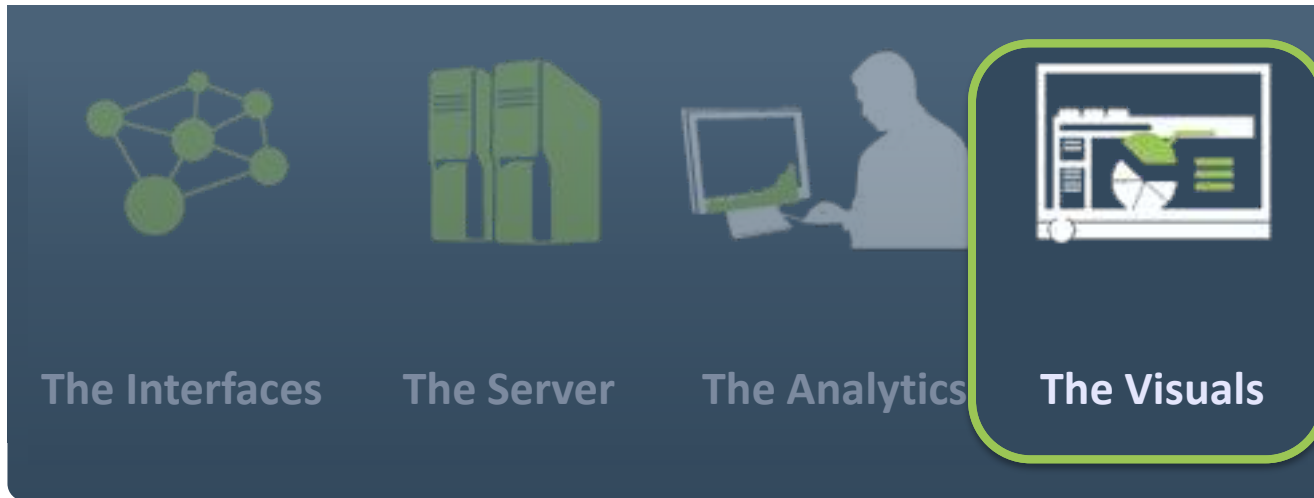 The Interfaces
The Server
The Analytics
The Visuals